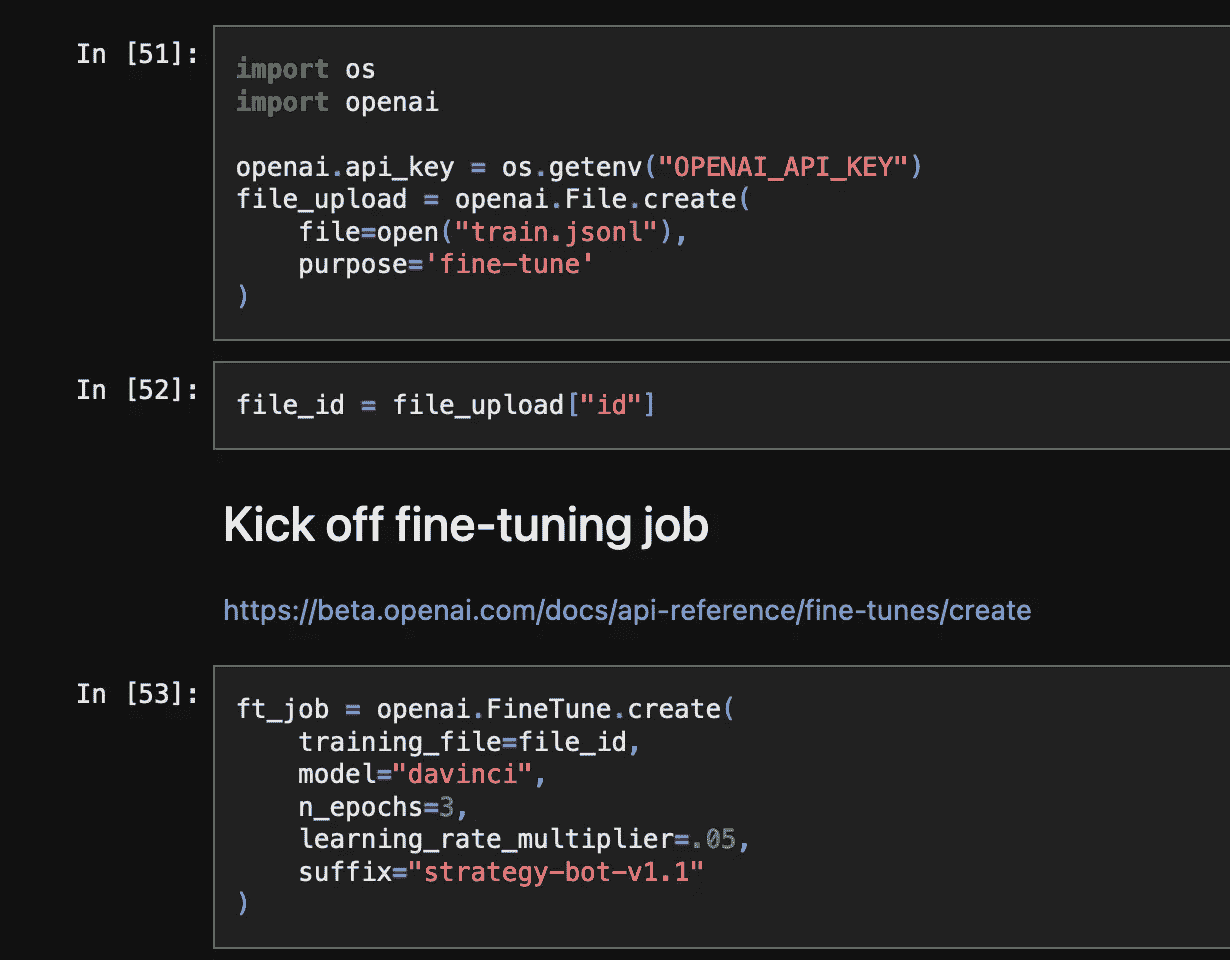 In [51]:
import os
import openai
openai.api_key = os.getenv("OPENAI_API_KEY")
file_upload = openai.File.create(
    file=open("train.jsonl"),
    purpose='fine-tune'
)
In [52]:
file_id = file_upload["id"]
Kick off fine-tuning job
https://beta.openai.com/docs/api-reference/fine-tunes/create
In [53]:
ft_job = openai.FineTune.create(
    training_file=file_id,
    model="davinci",
    n_epochs=3,
    learning_rate_multiplier=.05,
    suffix="strategy-bot-v1.1"
)